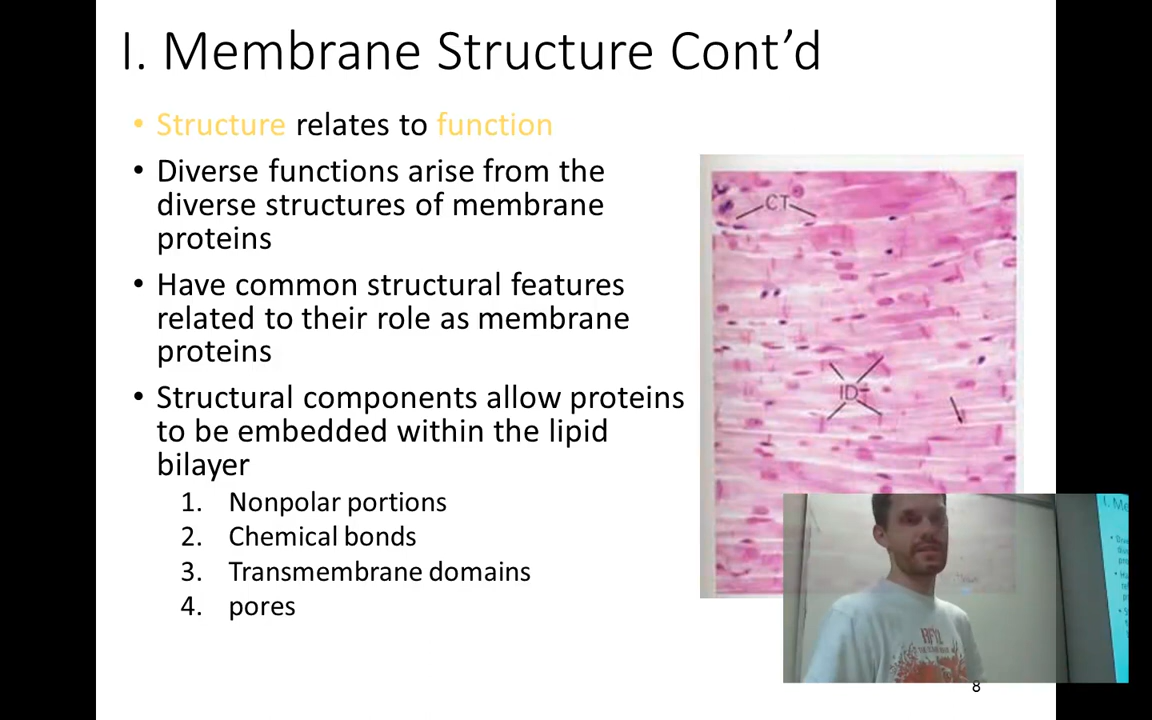 I. Membrane Structure Cont’d
• Structure relates to function
• Diverse functions arise from the
diverse structures of membrane
proteins
• Have common structural features
related to their role as membrane
proteins
• Structural components allow proteins
to be embedded within the lipid
bilayer
1. Nonpolar portions
2. Chemical bonds
3. Transmembrane domains
4. pores
CT
ID
8